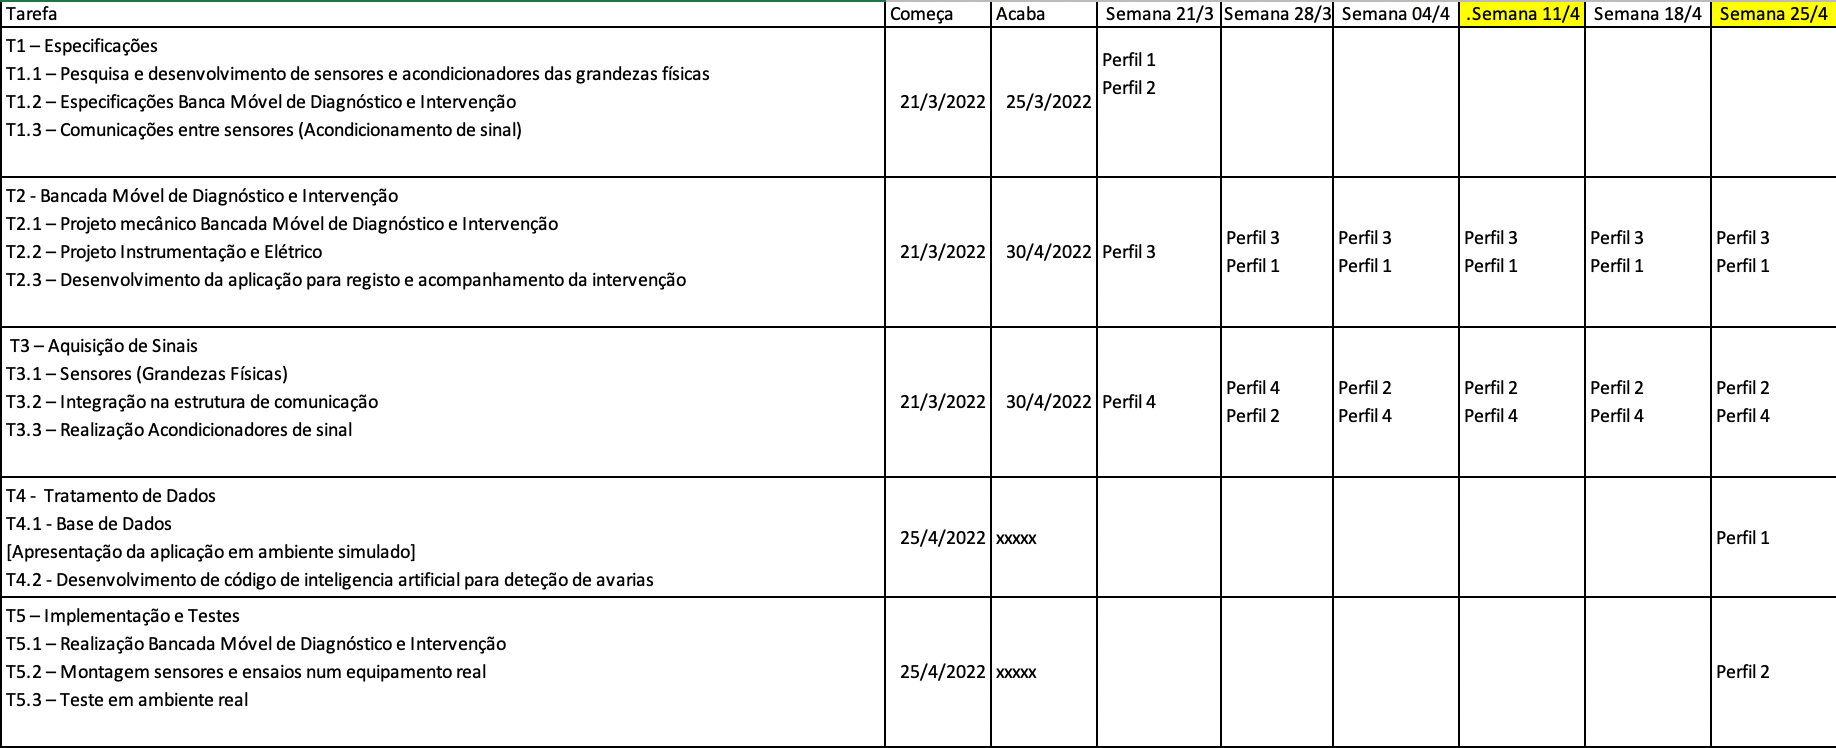 Tarefa Começa Acaba Semana 21/3 Semana 28/3 Semana 04/4 .Semana 11/4 Semana 18/4 Semana 25/4
T1 – Especificações
T1.1 – Pesquisa e desenvolvimento de sensores e acondicionadores das grandezas físicas
T1.2 – Especificações Banca Móvel de Diagnóstico e Intervenção
T1.3 – Comunicações entre sensores (Acondicionamento de sinal)
21/3/2022 25/3/2022
Perfil 1
Perfil 2
T2 - Bancada Móvel de Diagnóstico e Intervenção
T2.1 – Projeto mecânico Bancada Móvel de Diagnóstico e Intervenção
T2.2 – Projeto Instrumentação e Elétrico
T2.3 – Desenvolvimento da aplicação para registo e acompanhamento da intervenção
21/3/2022 30/4/2022 Perfil 3
Perfil 3
Perfil 1
Perfil 3
Perfil 1
Perfil 3
Perfil 1
Perfil 3
Perfil 1
Perfil 3
Perfil 1
T3 – Aquisição de Sinais
T3.1 – Sensores (Grandezas Físicas)
T3.2 – Integração na estrutura de comunicação
T3.3 – Realização Acondicionadores de sinal
21/3/2022 30/4/2022 Perfil 4
Perfil 4
Perfil 2
Perfil 2
Perfil 4
Perfil 2
Perfil 4
Perfil 2
Perfil 4
Perfil 2
Perfil 4
T4 - Tratamento de Dados
T4.1 - Base de Dados
[Apresentação da aplicação em ambiente simulado]
T4.2 - Desenvolvimento de código de inteligencia artificial para deteção de avarias
25/4/2022 xxxxx Perfil 1
T5 – Implementação e Testes
T5.1 – Realização Bancada Móvel de Diagnóstico e Intervenção
T5.2 – Montagem sensores e ensaios num equipamento real
T5.3 – Teste em ambiente real
25/4/2022 xxxxx Perfil 2